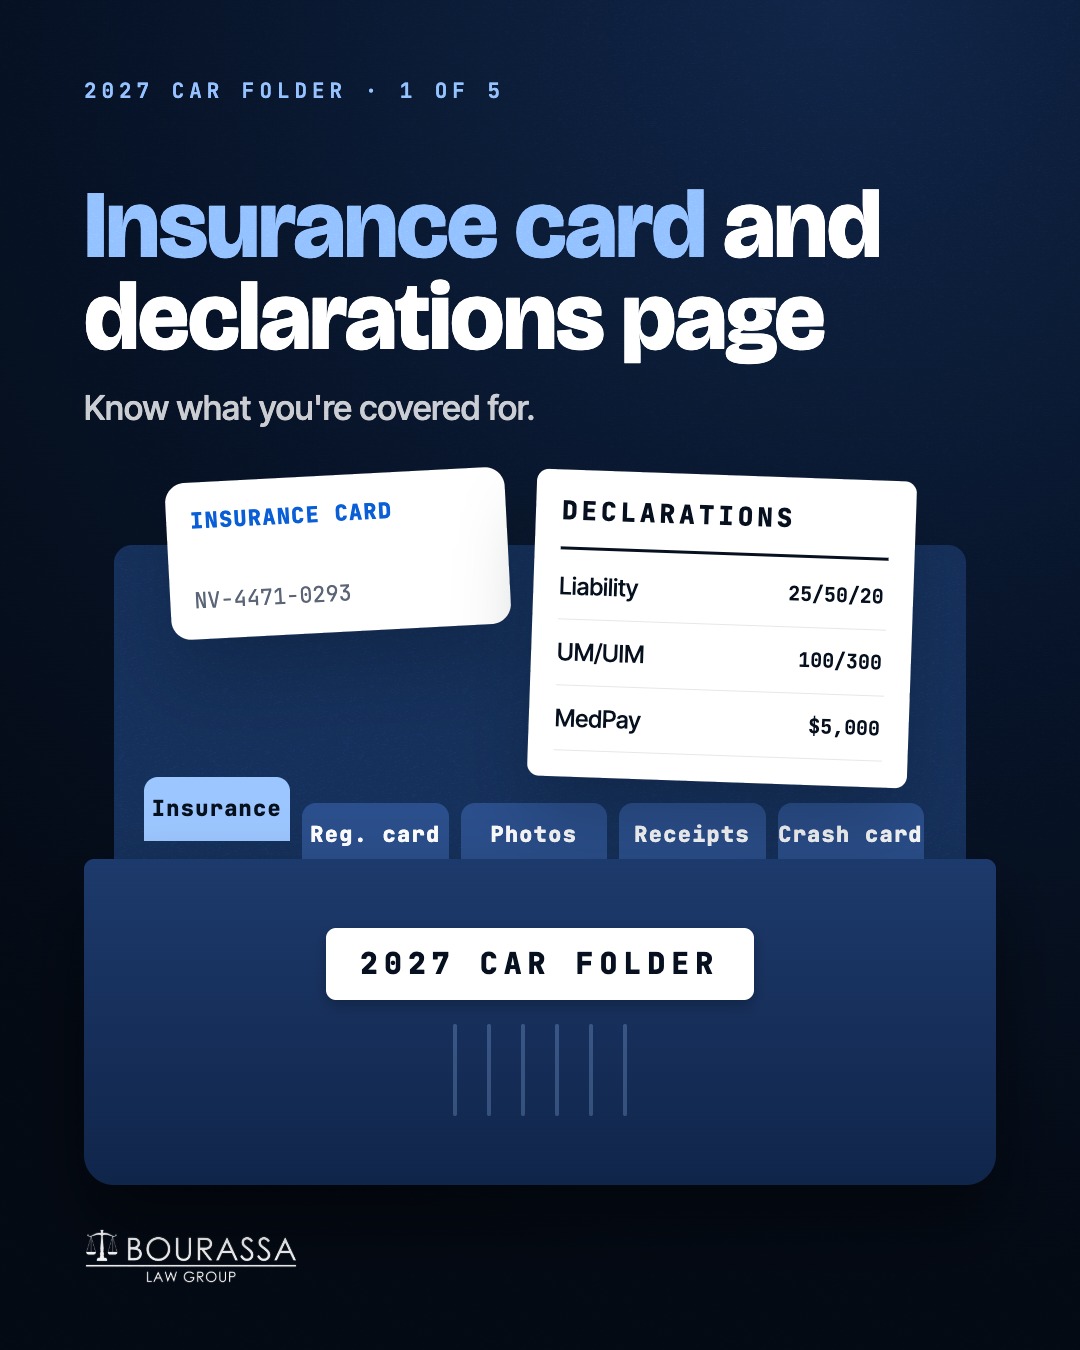 2027 CAR FOLDER · 1 OF 5
Insurance card and
declarations page
Know what you're covered for.
INSURANCE CARD
NV-4471-0293
DECLARATIONS
Liability 25/50/20
UM/UIM 100/300
MedPay $5,000
Insurance
Reg. card
Photos
Receipts
Crash card
2027 CAR FOLDER
BOURASSA
LAW GROUP